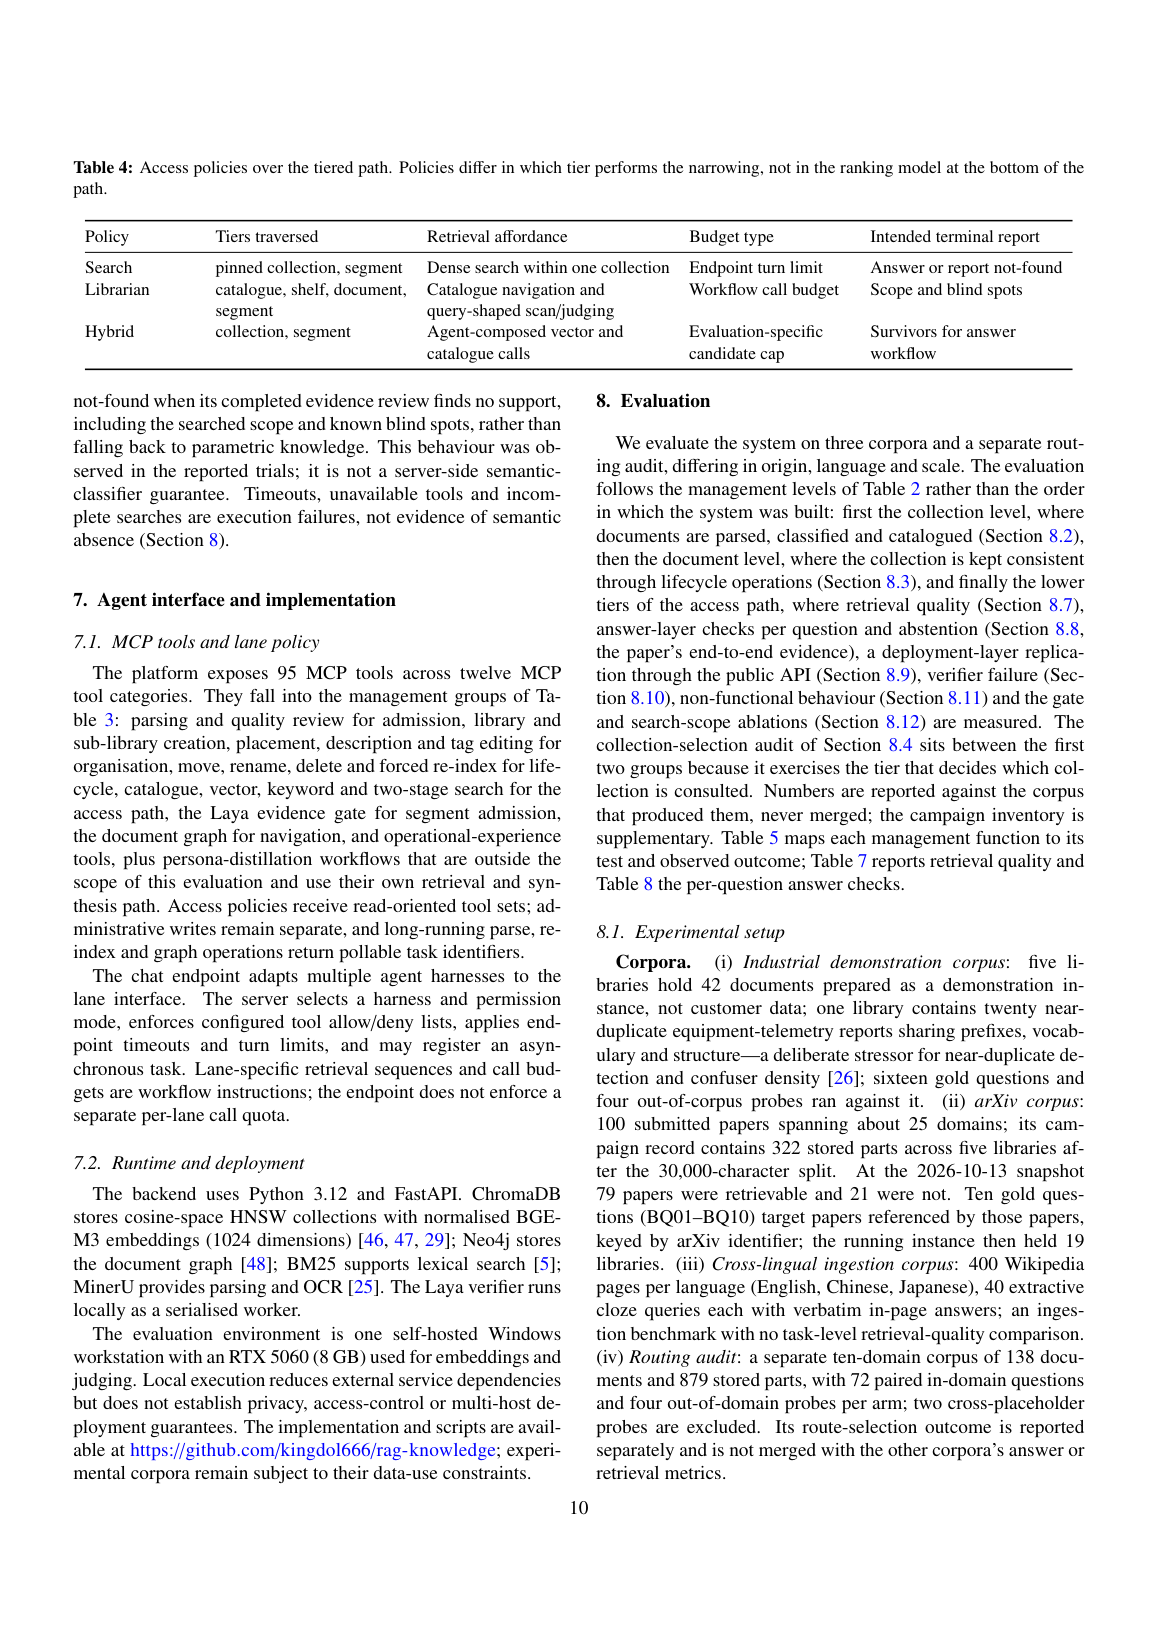 Table 4: Access policies over the tiered path. Policies differ in which tier performs the narrowing, not in the ranking model at the bottom of the
path.
Policy Tiers traversed Retrieval affordance Budget type Intended terminal report
Search pinned collection, segment Dense search within one collection Endpoint turn limit Answer or report not-found
Librarian catalogue, shelf, document, Catalogue navigation and Workflow call budget Scope and blind spots
segment query-shaped scan/judging
Hybrid collection, segment Agent-composed vector and Evaluation-specific Survivors for answer
catalogue calls candidate cap workflow
not-found when its completed evidence review finds no support,
including the searched scope and known blind spots, rather than
falling back to parametric knowledge. This behaviour was ob-
served in the reported trials; it is not a server-side semantic-
classifier guarantee. Timeouts, unavailable tools and incom-
plete searches are execution failures, not evidence of semantic
absence (Section 8).
7. Agent interface and implementation
7.1. MCP tools and lane policy
The platform exposes 95 MCP tools across twelve MCP
tool categories. They fall into the management groups of Ta-
ble 3: parsing and quality review for admission, library and
sub-library creation, placement, description and tag editing for
organisation, move, rename, delete and forced re-index for life-
cycle, catalogue, vector, keyword and two-stage search for the
access path, the Laya evidence gate for segment admission,
the document graph for navigation, and operational-experience
tools, plus persona-distillation workflows that are outside the
scope of this evaluation and use their own retrieval and syn-
thesis path. Access policies receive read-oriented tool sets; ad-
ministrative writes remain separate, and long-running parse, re-
index and graph operations return pollable task identifiers.
The chat endpoint adapts multiple agent harnesses to the
lane interface. The server selects a harness and permission
mode, enforces configured tool allow/deny lists, applies end-
point timeouts and turn limits, and may register an asyn-
chronous task. Lane-specific retrieval sequences and call bud-
gets are workflow instructions; the endpoint does not enforce a
separate per-lane call quota.
7.2. Runtime and deployment
The backend uses Python 3.12 and FastAPI. ChromaDB
stores cosine-space HNSW collections with normalised BGE-
M3 embeddings (1024 dimensions) [46, 47, 29]; Neo4j stores
the document graph [48]; BM25 supports lexical search [5];
MinerU provides parsing and OCR [25]. The Laya verifier runs
locally as a serialised worker.
The evaluation environment is one self-hosted Windows
workstation with an RTX 5060 (8 GB) used for embeddings and
judging. Local execution reduces external service dependencies
but does not establish privacy, access-control or multi-host de-
ployment guarantees. The implementation and scripts are avail-
able at https://github.com/kingdol666/rag-knowledge; experi-
mental corpora remain subject to their data-use constraints.
8. Evaluation
We evaluate the system on three corpora and a separate rout-
ing audit, differing in origin, language and scale. The evaluation
follows the management levels of Table 2 rather than the order
in which the system was built: first the collection level, where
documents are parsed, classified and catalogued (Section 8.2),
then the document level, where the collection is kept consistent
through lifecycle operations (Section 8.3), and finally the lower
tiers of the access path, where retrieval quality (Section 8.7),
answer-layer checks per question and abstention (Section 8.8,
the paper's end-to-end evidence), a deployment-layer replica-
tion through the public API (Section 8.9), verifier failure (Sec-
tion 8.10), non-functional behaviour (Section 8.11) and the gate
and search-scope ablations (Section 8.12) are measured. The
collection-selection audit of Section 8.4 sits between the first
two groups because it exercises the tier that decides which col-
lection is consulted. Numbers are reported against the corpus
that produced them, never merged; the campaign inventory is
supplementary. Table 5 maps each management function to its
test and observed outcome; Table 7 reports retrieval quality and
Table 8 the per-question answer checks.
8.1. Experimental setup
Corpora. (i) Industrial demonstration corpus: five li-
braries hold 42 documents prepared as a demonstration in-
stance, not customer data; one library contains twenty near-
duplicate equipment-telemetry reports sharing prefixes, vocab-
ulary and structure—a deliberate stressor for near-duplicate de-
tection and confuser density [26]; sixteen gold questions and
four out-of-corpus probes ran against it. (ii) arXiv corpus:
100 submitted papers spanning about 25 domains; its cam-
paign record contains 322 stored parts across five libraries af-
ter the 30,000-character split. At the 2026-10-13 snapshot
79 papers were retrievable and 21 were not. Ten gold ques-
tions (BQ01–BQ10) target papers referenced by those papers,
keyed by arXiv identifier; the running instance then held 19
libraries. (iii) Cross-lingual ingestion corpus: 400 Wikipedia
pages per language (English, Chinese, Japanese), 40 extractive
cloze queries each with verbatim in-page answers; an inges-
tion benchmark with no task-level retrieval-quality comparison.
(iv) Routing audit: a separate ten-domain corpus of 138 docu-
ments and 879 stored parts, with 72 paired in-domain questions
and four out-of-domain probes per arm; two cross-placeholder
probes are excluded. Its route-selection outcome is reported
separately and is not merged with the other corpora's answer or
retrieval metrics.
10